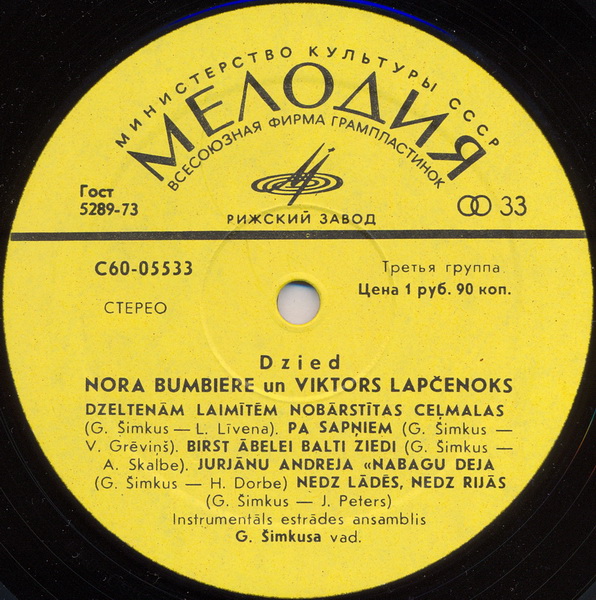 МИНИСТЕРСТВО КУЛЬТУРЫ СССР
МЕЛОДИЯ
ВСЕСОЮЗНАЯ ФИРМА ГРАМПЛАСТИНОК
Гост
5289-73
33
РИЖСКИЙ ЗАВОД
С60-05533
Третья группа
Цена 1 руб. 90 коп.
СТЕРЕО
Dzied
NORA BUMBIERE un VIKTORS LAPČENOKS
DZELTENĀM LAIMĪTĒM NOBĀRSTĪTAS CEĻMALAS
(G. Šimkus — L. Līvena). PA SAPŅIEM (G. Šimkus —
V. Grēviņš). BIRST ĀBELEI BALTI ZIEDI (G. Šimkus —
A. Skalbe). JURJĀNU ANDREJA «NABAGU DEJA
(G. Šimkus — H. Dorbe) NEDZ LĀDĒS, NEDZ RIJĀS
(G. Šimkus — J. Peters)
Instrumentāls estrādes ansamblis
G. Šimkusa vad.